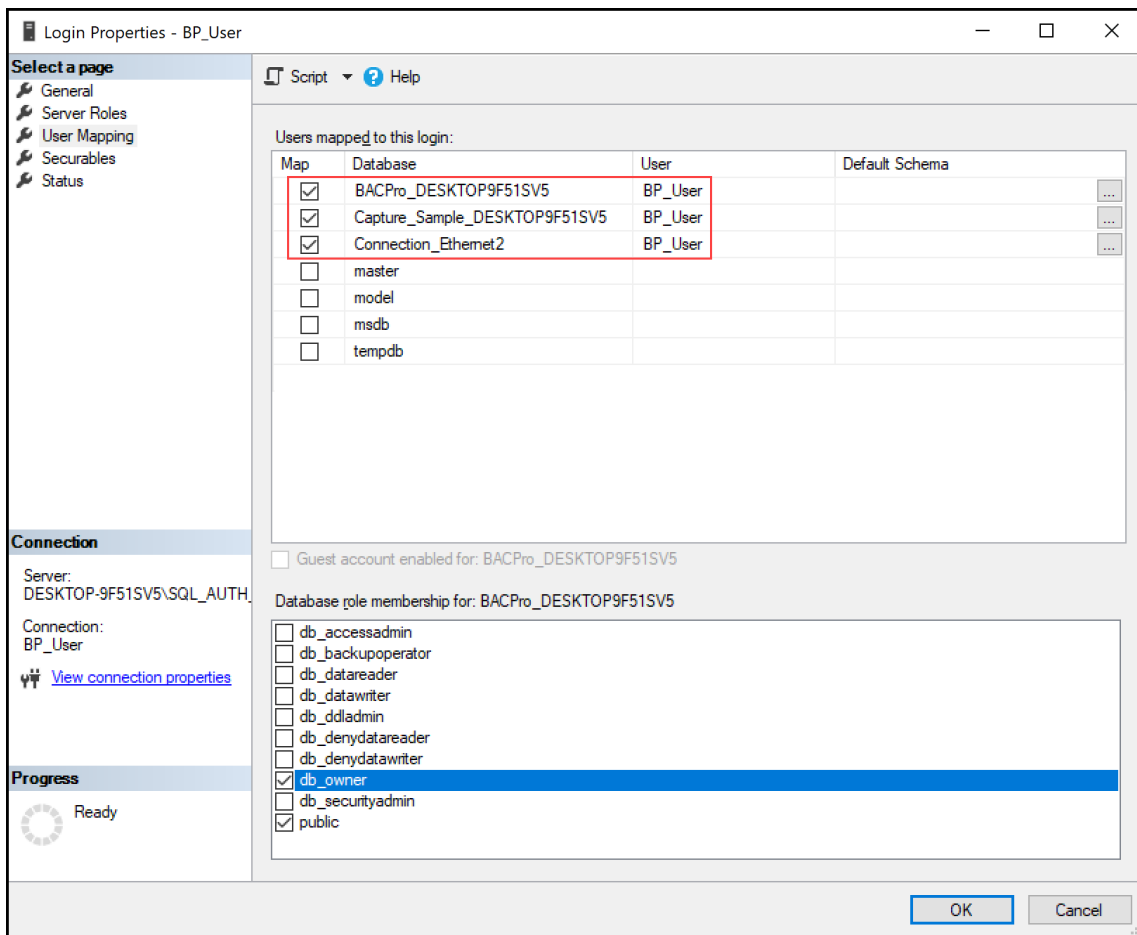 Login Properties - BP_User
Select a page
General
Server Roles
User Mapping
Securables
Status
Script Help
Users mapped to this login:
Map Database User Default Schema
BACPro_DESKTOP9F51SV5 BP_User ...
Capture_Sample_DESKTOP9F51SV5 BP_User ...
Connection_Ethernet2 BP_User ...
master
model
msdb
tempdb
Guest account enabled for: BACPro_DESKTOP9F51SV5
Database role membership for: BACPro_DESKTOP9F51SV5
db_accessadmin
db_backupoperator
db_datareader
db_datawriter
db_ddladmin
db_denydatareader
db_denydatawriter
db_owner
db_securityadmin
public
Connection
Server:
DESKTOP-9F51SV5\SQL_AUTH_
Connection:
BP_User
View connection properties
Progress
Ready
OK Cancel